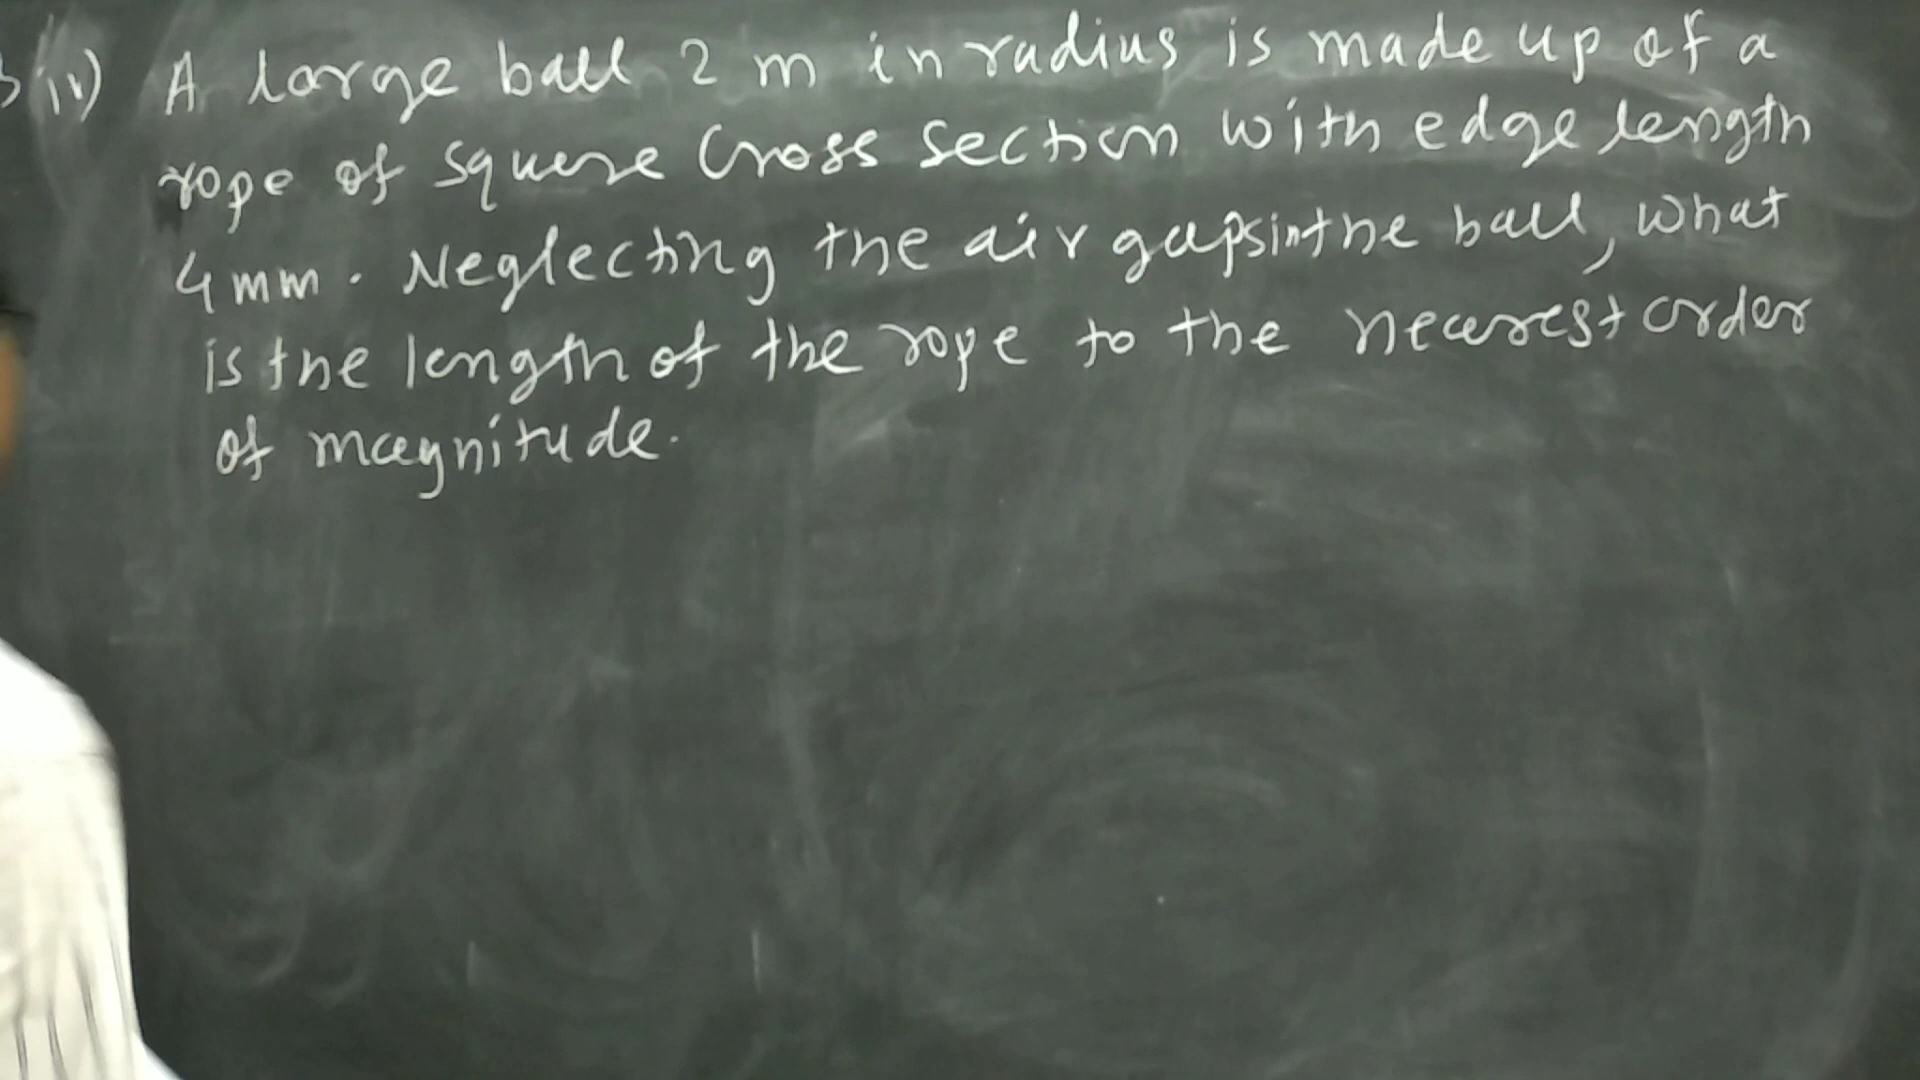 iv) A large ball 2 m in radius is made up of a
rope of square Cross section with edge length
4 mm. Neglecting the air gaps in the ball, what
is the length of the rope to the nearest order
of magnitude.